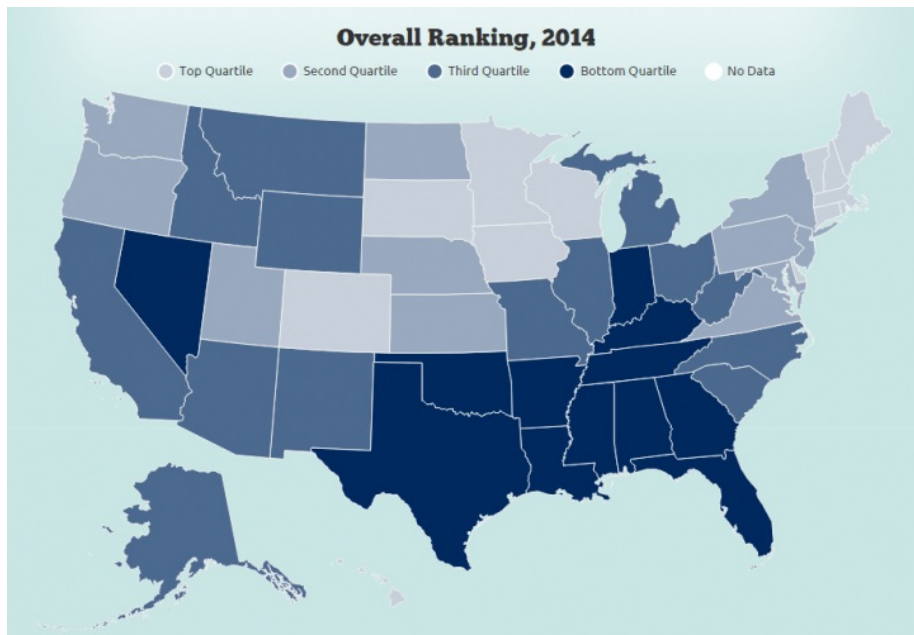 Overall Ranking, 2014
Top Quartile Second Quartile Third Quartile Bottom Quartile No Data